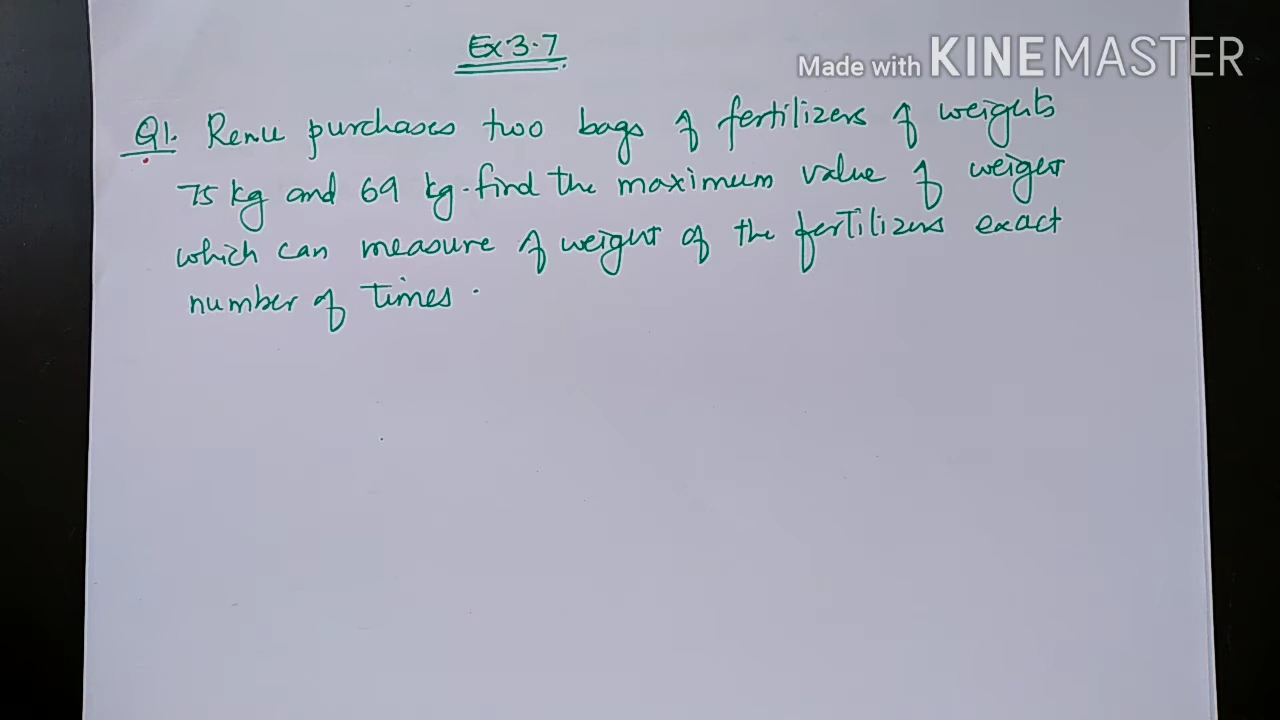 Ex 3.7
Made with KINEMASTER
Q1. Renu purchases two bags of fertilizers of weights
75 kg and 69 kg. find the maximum value of weight
which can measure of weight of the fertilizers exact
number of times.